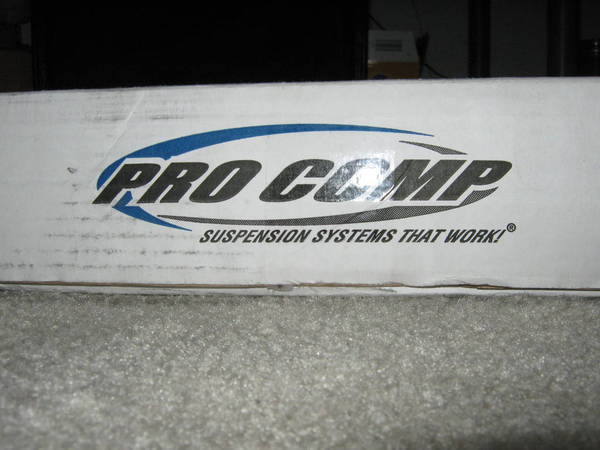 PRO COMP
SUSPENSION SYSTEMS THAT WORK!®